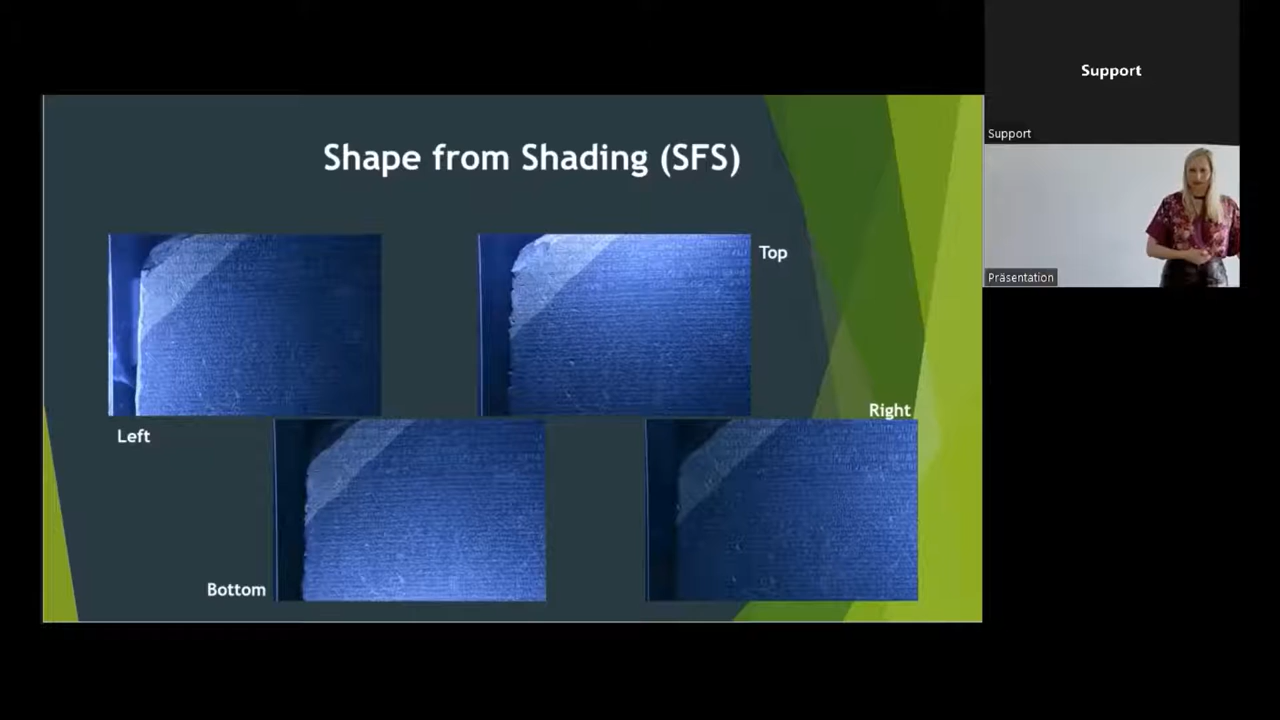 Support
Support
Präsentation
Shape from Shading (SFS)
Top
Left
Right
Bottom